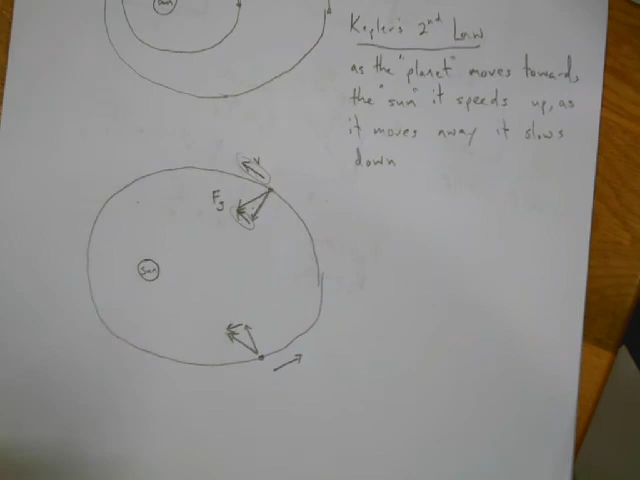 Sun
Kepler's 2nd Law
as the "planet" moves towards
the "sun" it speeds up, as
it moves away it slows
down
v
Fg
Sun